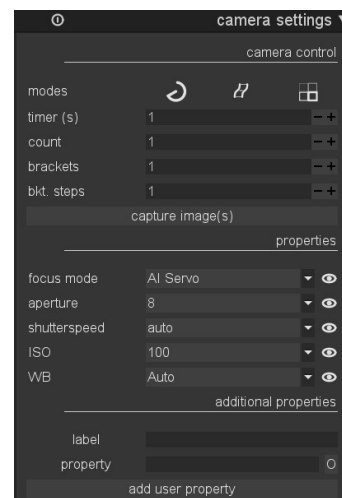 camera settings
camera control
modes
timer (s) 1 - +
count 1 - +
brackets 1 - +
bkt. steps 1 - +
capture image(s)
properties
focus mode AI Servo
aperture 8
shutterspeed auto
ISO 100
WB Auto
additional properties
label
property O
add user property